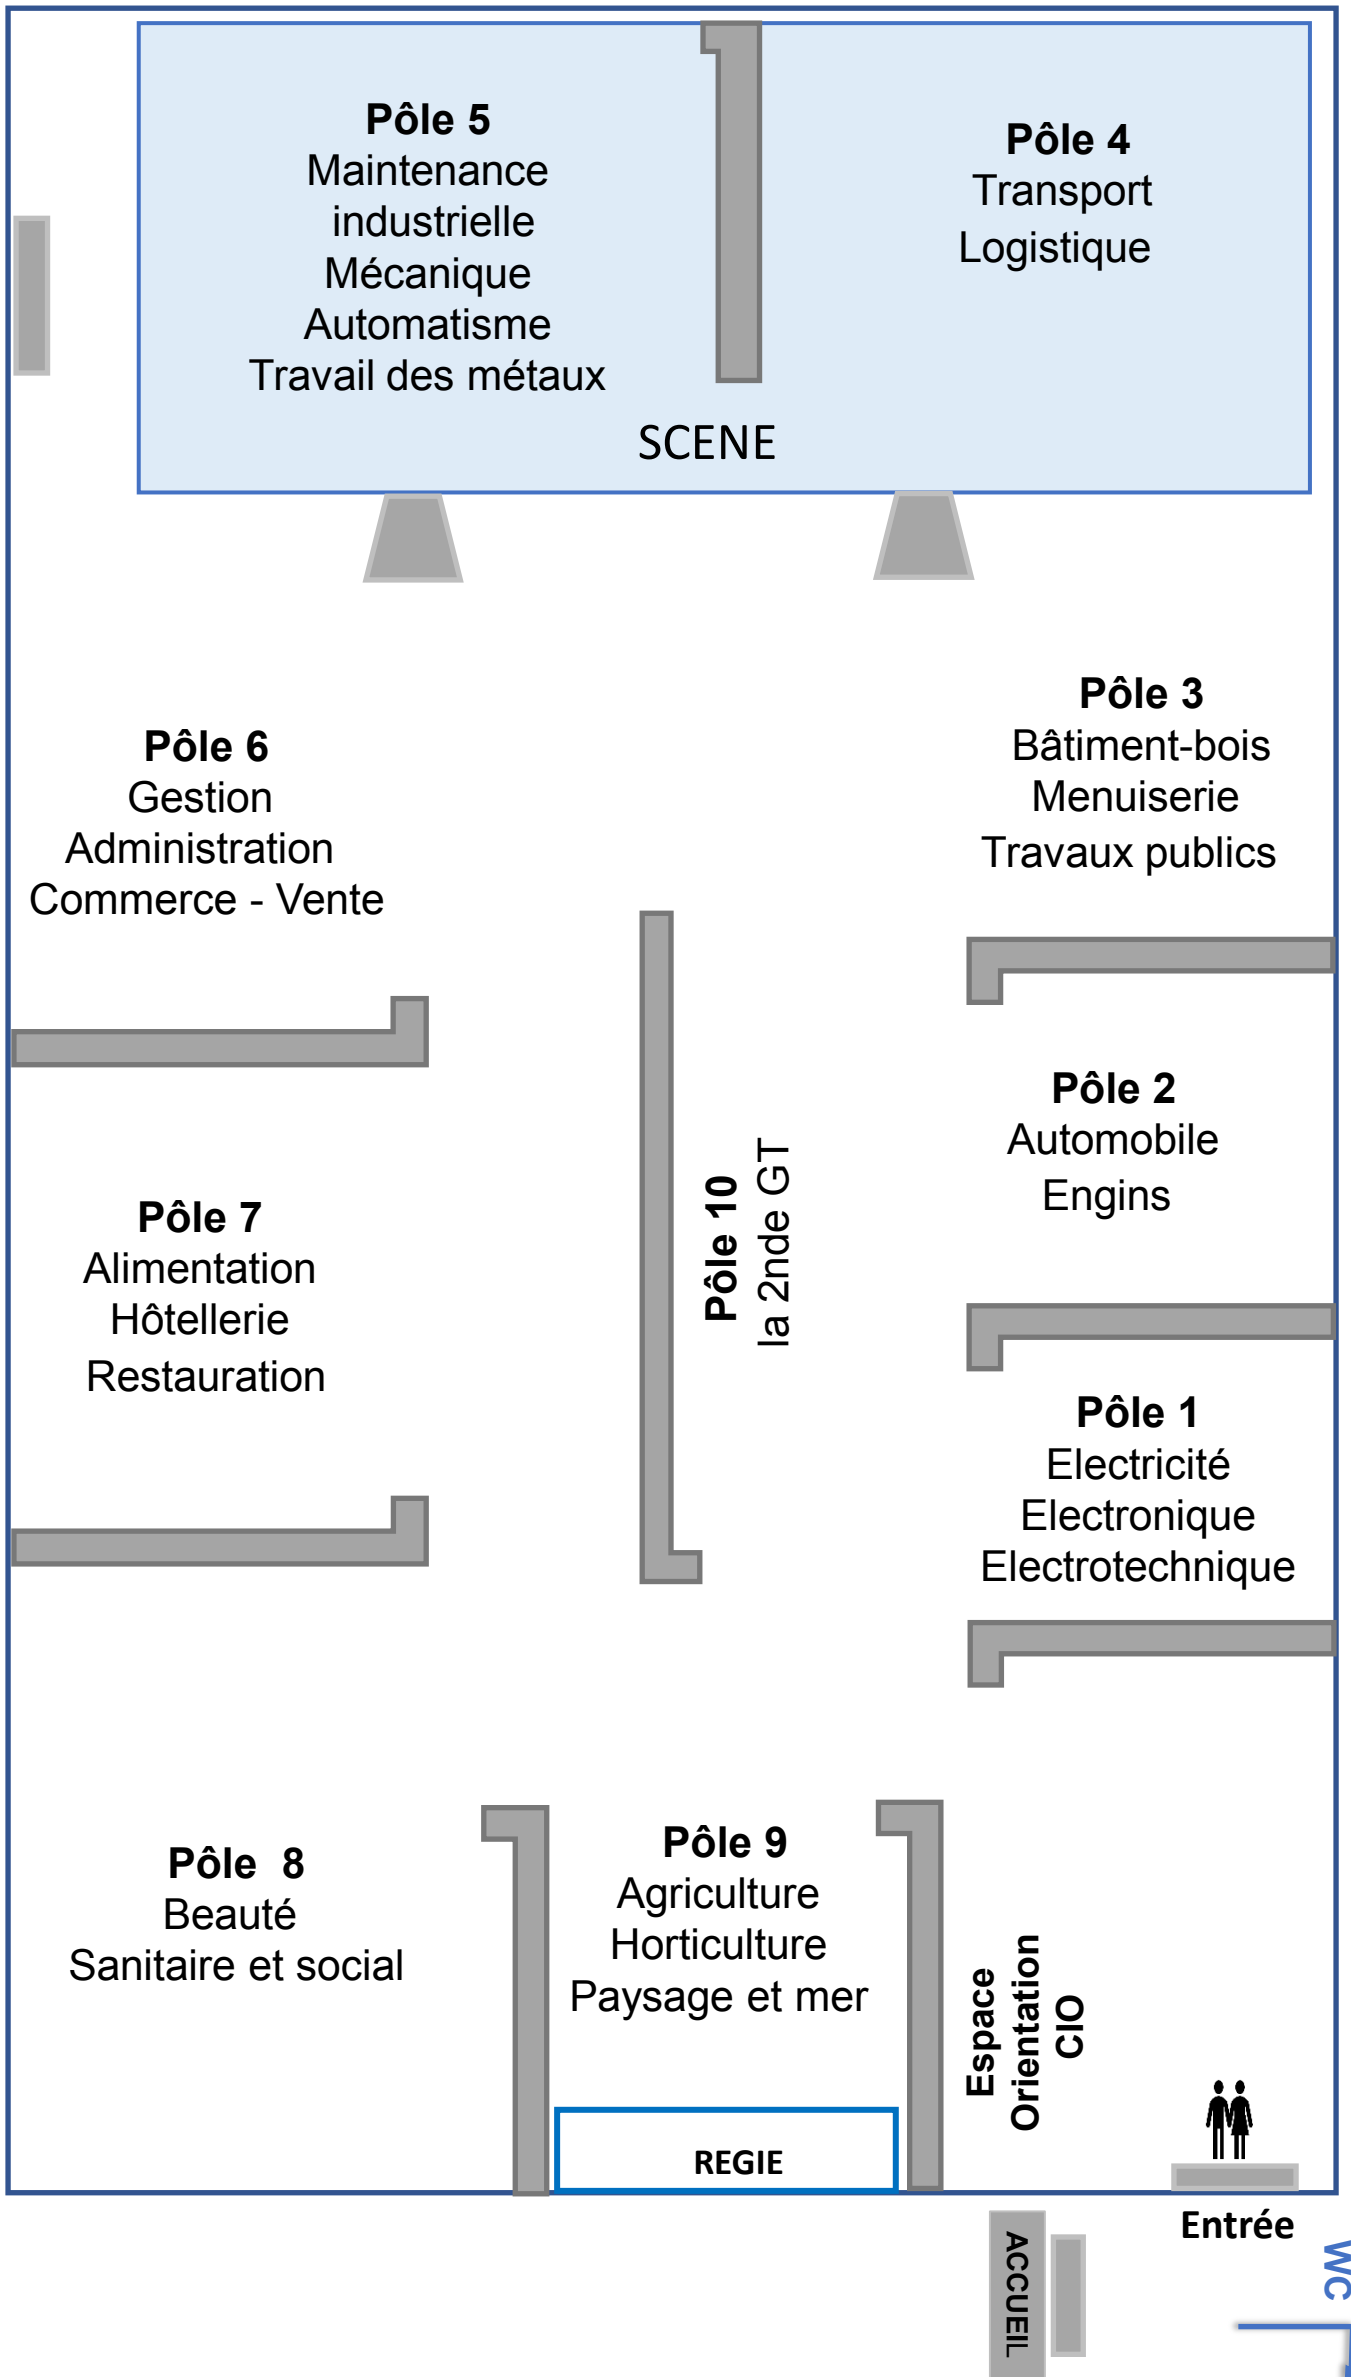 Pôle 5
Maintenance
industrielle
Mécanique
Automatisme
Travail des métaux
Pôle 4
Transport
Logistique
SCENE
Pôle 6
Gestion
Administration
Commerce - Vente
Pôle 3
Bâtiment-bois
Menuiserie
Travaux publics
Pôle 7
Alimentation
Hôtellerie
Restauration
Pôle 10
la 2nde GT
Pôle 2
Automobile
Engins
Pôle 1
Electricité
Electronique
Electrotechnique
Pôle 8
Beauté
Sanitaire et social
Pôle 9
Agriculture
Horticulture
Paysage et mer
Espace
Orientation
CIO
REGIE
Entrée
ACCUEIL
WC